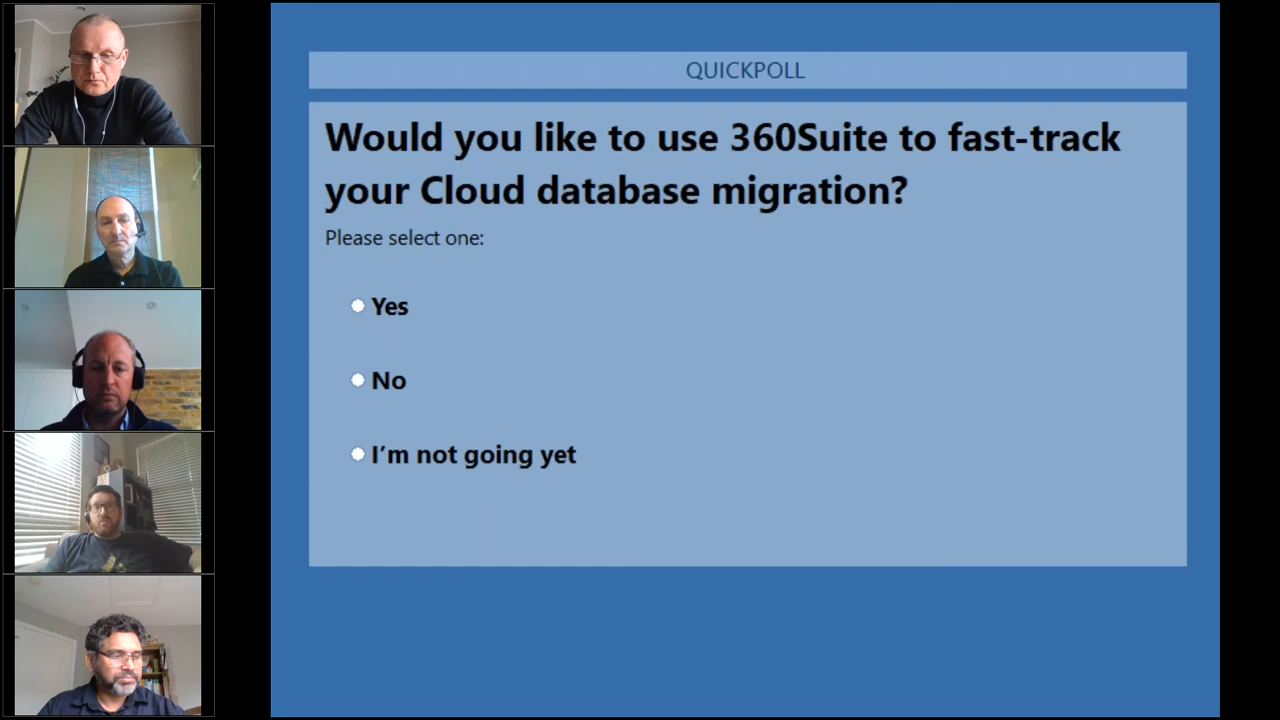 QUICKPOLL
Would you like to use 360Suite to fast-track
your Cloud database migration?
Please select one:
Yes
No
I’m not going yet